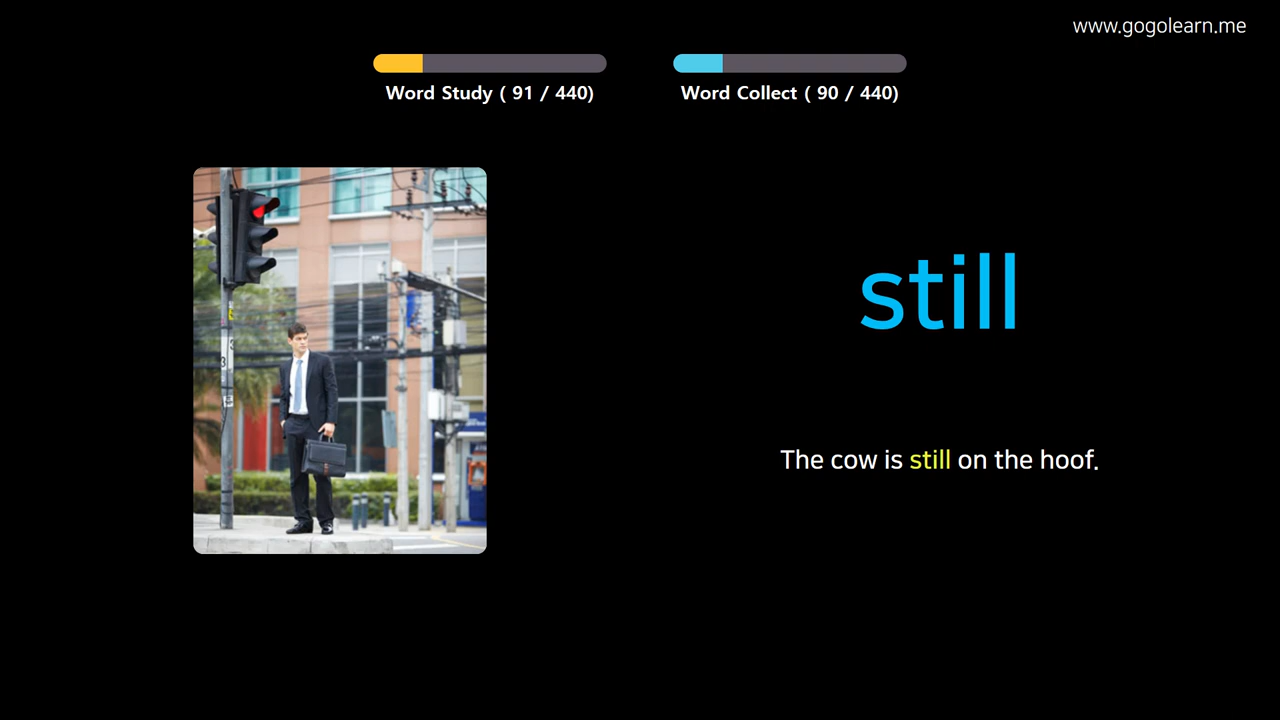 www.gogolearn.me
Word Study ( 91 / 440)
Word Collect ( 90 / 440)
still
The cow is still on the hoof.